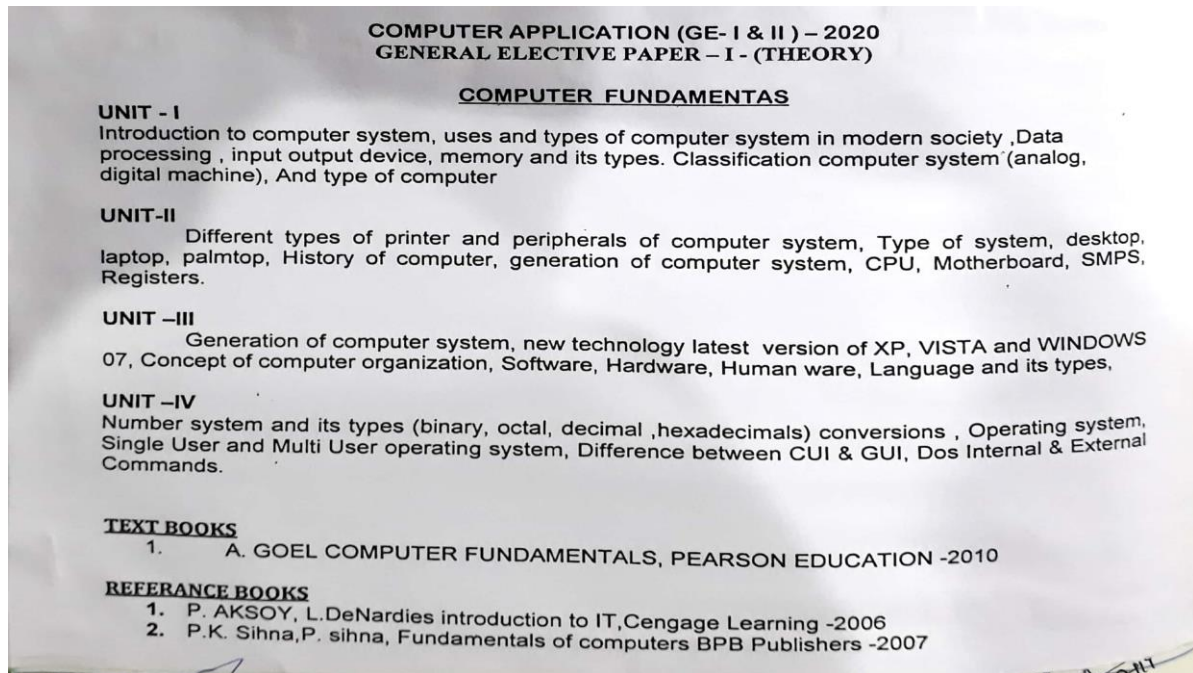 COMPUTER APPLICATION (GE- I & II ) – 2020
GENERAL ELECTIVE PAPER – I - (THEORY)
COMPUTER FUNDAMENTAS
UNIT - I
Introduction to computer system, uses and types of computer system in modern society ,Data
processing , input output device, memory and its types. Classification computer system (analog,
digital machine), And type of computer
UNIT-II
Different types of printer and peripherals of computer system, Type of system, desktop,
laptop, palmtop, History of computer, generation of computer system, CPU, Motherboard, SMPS,
Registers.
UNIT –III
Generation of computer system, new technology latest version of XP, VISTA and WINDOWS
07, Concept of computer organization, Software, Hardware, Human ware, Language and its types,
UNIT –IV
Number system and its types (binary, octal, decimal ,hexadecimals) conversions , Operating system,
Single User and Multi User operating system, Difference between CUI & GUI, Dos Internal & External
Commands.
TEXT BOOKS
1. A. GOEL COMPUTER FUNDAMENTALS, PEARSON EDUCATION -2010
REFERANCE BOOKS
1. P. AKSOY, L.DeNardies introduction to IT,Cengage Learning -2006
2. P.K. Sihna,P. sihna, Fundamentals of computers BPB Publishers -2007